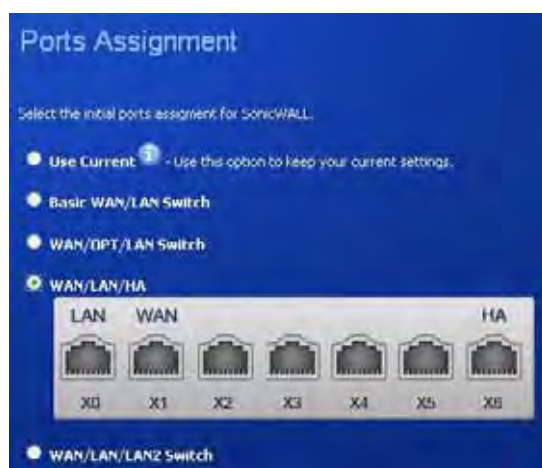 Ports Assignment
Select the initial ports assigment for SonicWALL.
Use Current - Use this option to keep your current settings.
Basic WAN/LAN Switch
WAN/OPT/LAN Switch
WAN/LAN/HA
LAN WAN HA
X0 X1 X2 X3 X4 X5 X6
WAN/LAN/LAN2 Switch